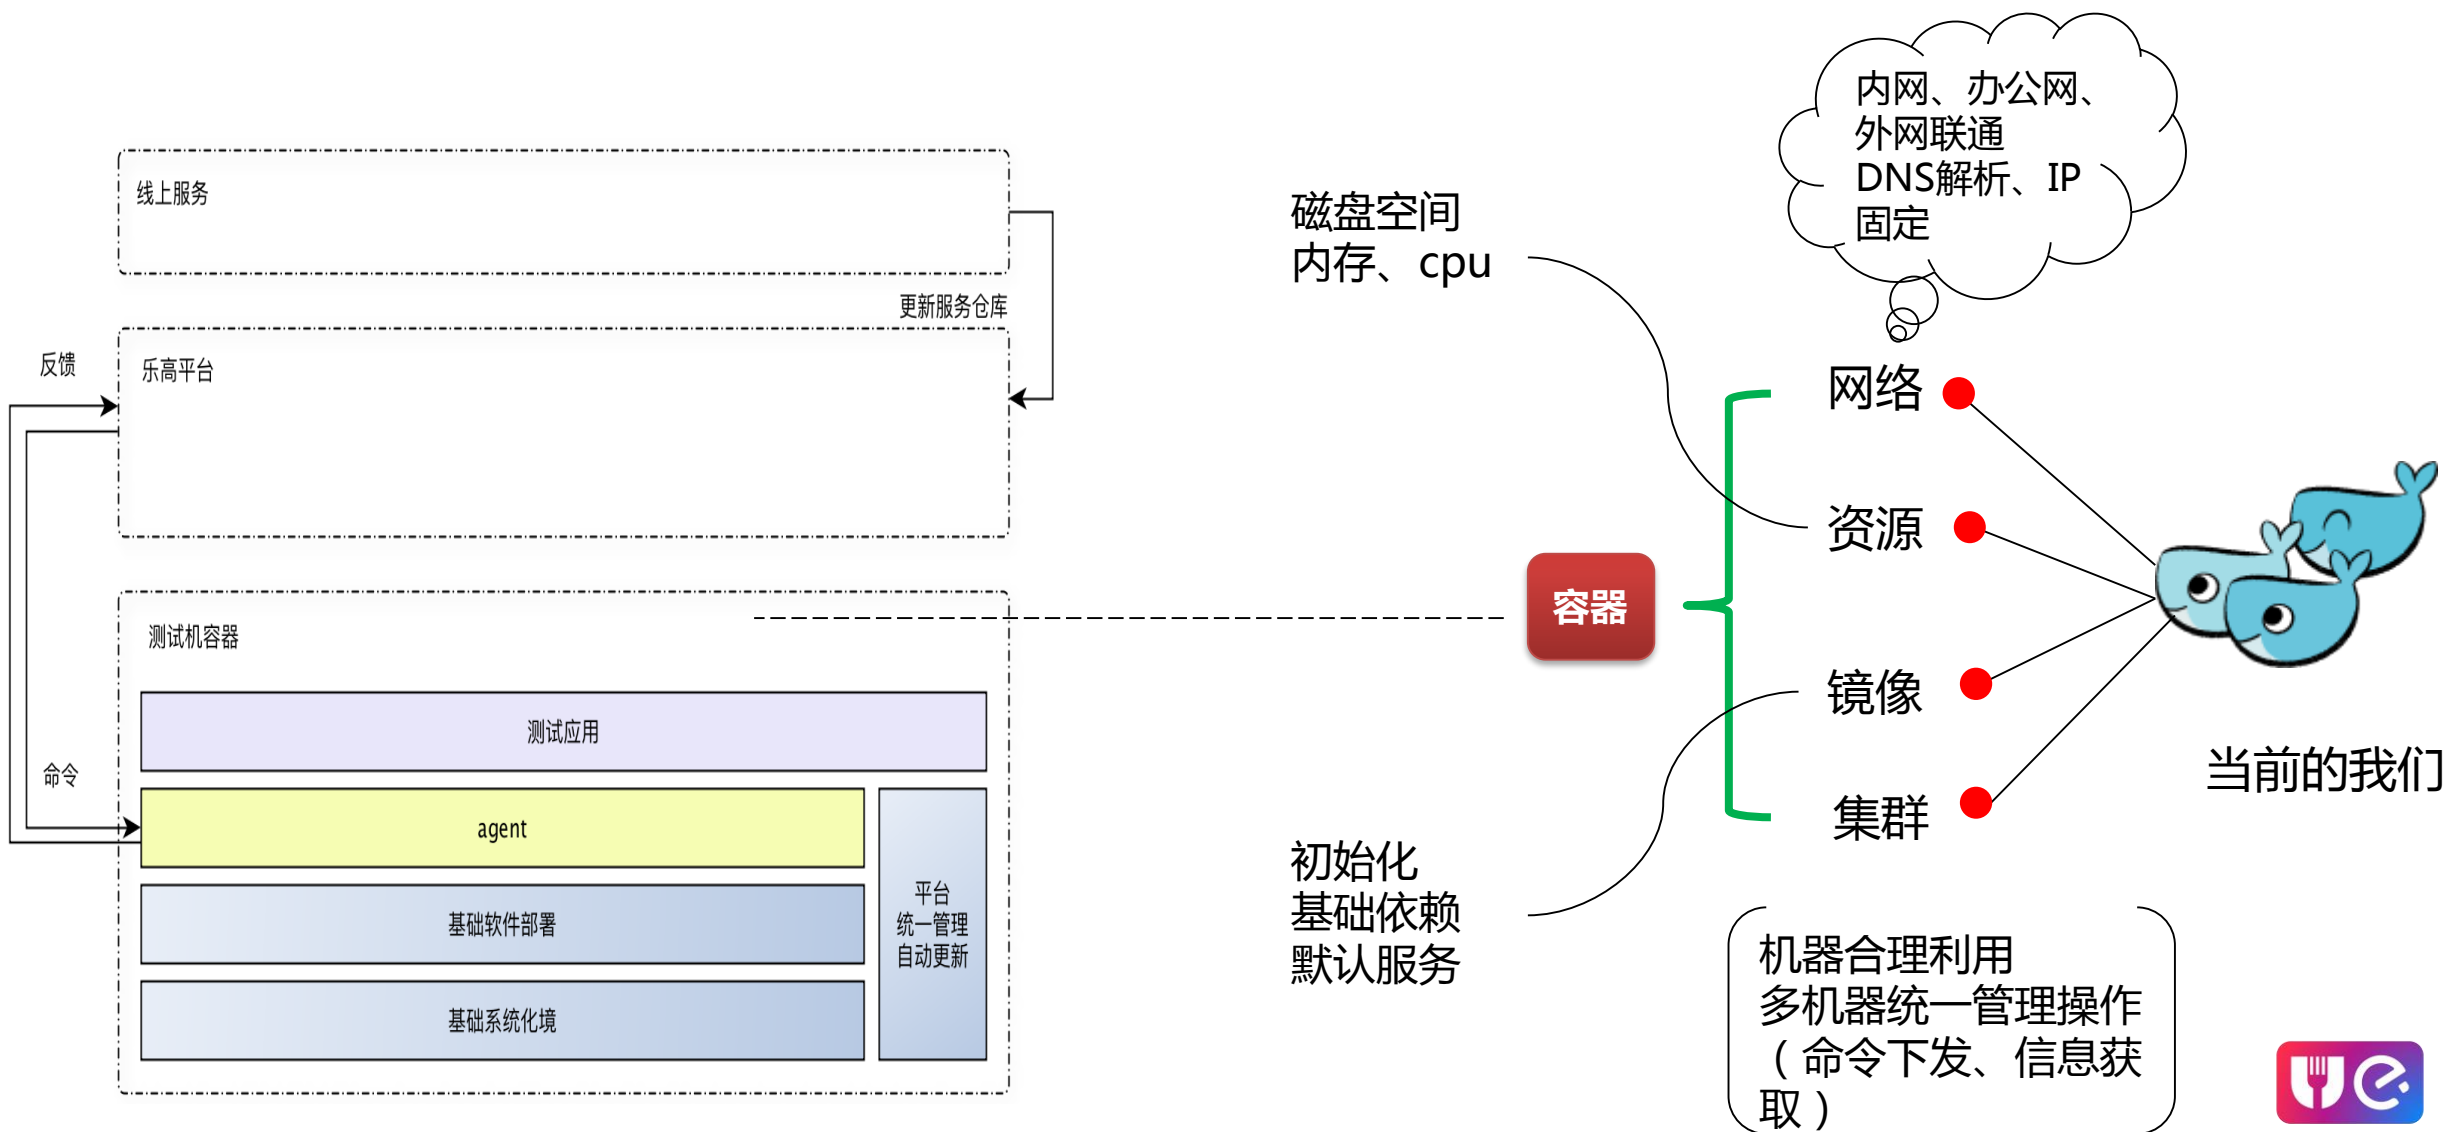 线上服务
更新服务仓库
反馈
乐高平台
测试机容器
测试应用
命令
agent
基础软件部署
基础系统化境
平台
统一管理
自动更新
磁盘空间
内存、cpu
内网、办公网、
外网联通
DNS解析、IP
固定
网络
资源
容器
镜像
集群
当前的我们
初始化
基础依赖
默认服务
机器合理利用
多机器统一管理操作
（命令下发、信息获
取）